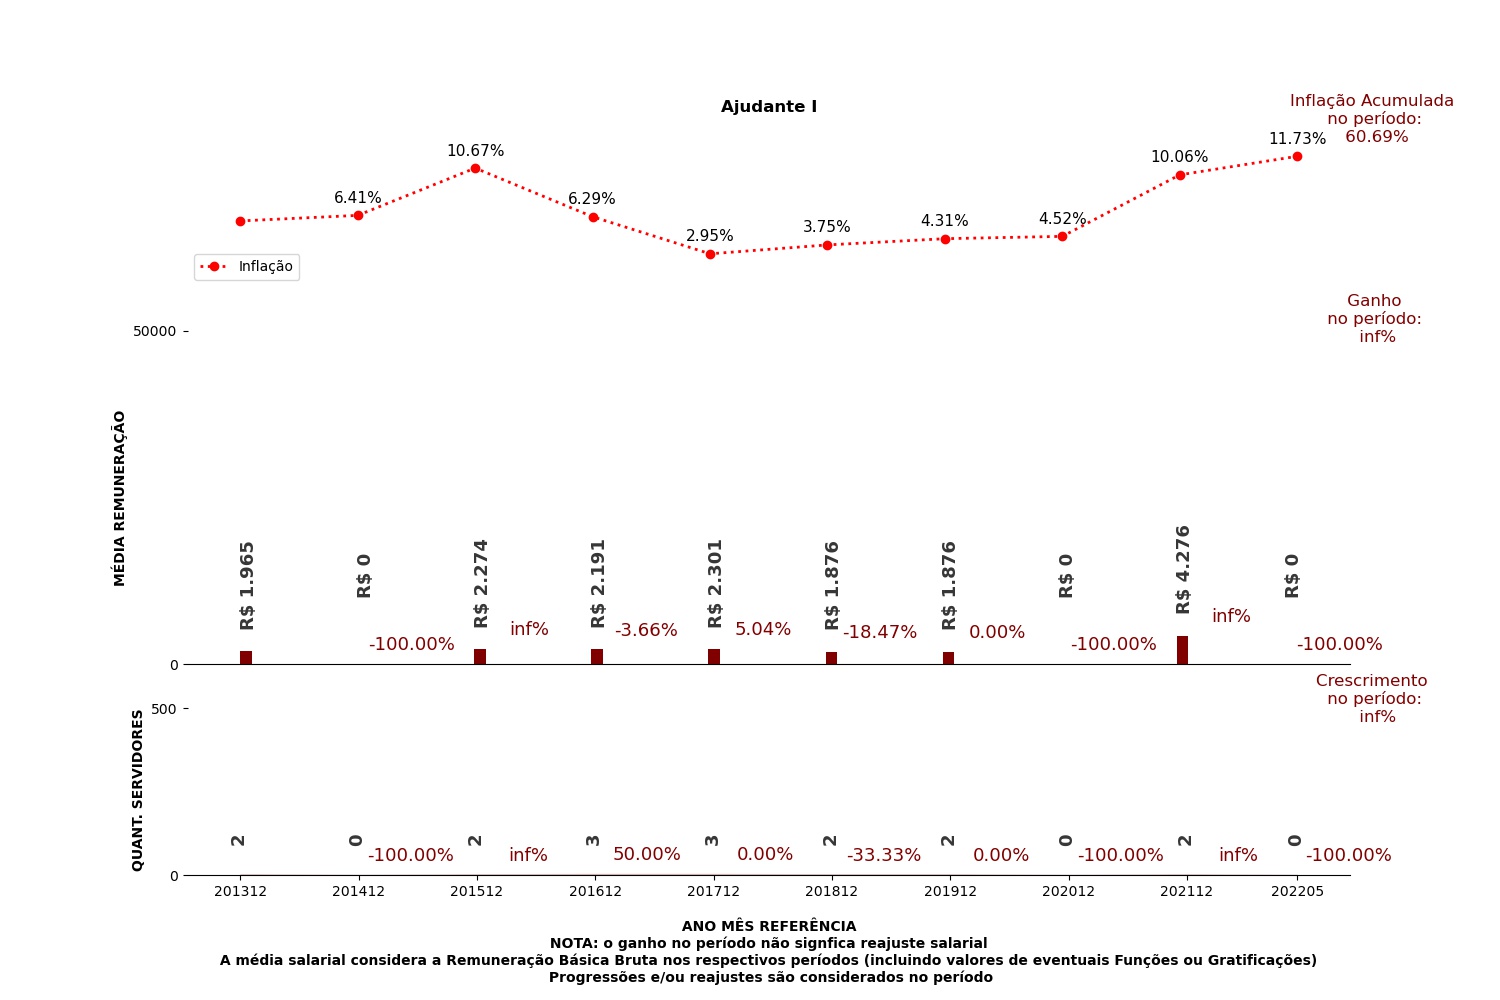 Ajudante I
Inflação Acumulada
no período:
60.69%
6.41%
10.67%
6.29%
2.95%
3.75%
4.31%
4.52%
10.06%
11.73%
Inflação
Ganho
no período:
inf%
50000
0
MÉDIA REMUNERAÇÃO
R$ 1.965
R$ 0
R$ 2.274
R$ 2.191
R$ 2.301
R$ 1.876
R$ 1.876
R$ 0
R$ 4.276
R$ 0
-100.00%
inf%
-3.66%
5.04%
-18.47%
0.00%
-100.00%
inf%
-100.00%
Crescrimento
no período:
inf%
500
0
QUANT. SERVIDORES
2
0
2
3
3
2
2
0
2
0
-100.00%
inf%
50.00%
0.00%
-33.33%
0.00%
-100.00%
inf%
-100.00%
201312
201412
201512
201612
201712
201812
201912
202012
202112
202205
ANO MÊS REFERÊNCIA
NOTA: o ganho no período não signfica reajuste salarial
A média salarial considera a Remuneração Básica Bruta nos respectivos períodos (incluindo valores de eventuais Funções ou Gratificações)
Progressões e/ou reajustes são considerados no período